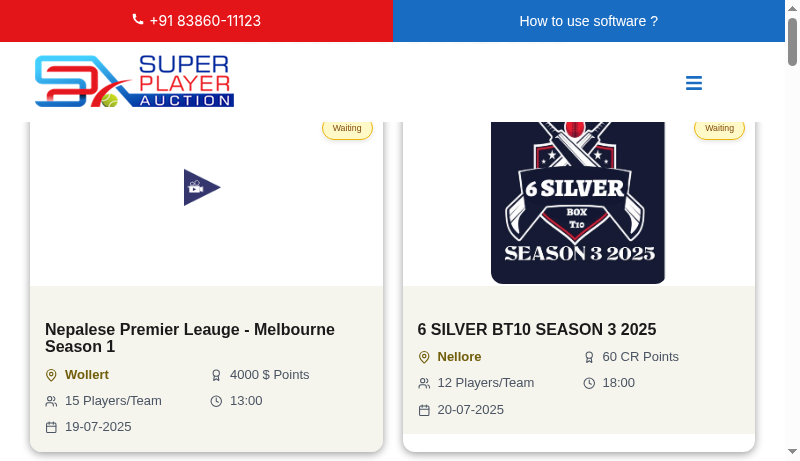 +91 83860-11123
How to use software ?
SUPER
PLAYER
AUCTION
Waiting
Nepalese Premier Leauge - Melbourne
Season 1
Wollert
4000 $ Points
15 Players/Team
13:00
19-07-2025
Waiting
6 SILVER
BOX
T10
SEASON 3 2025
6 SILVER BT10 SEASON 3 2025
Nellore
60 CR Points
12 Players/Team
18:00
20-07-2025